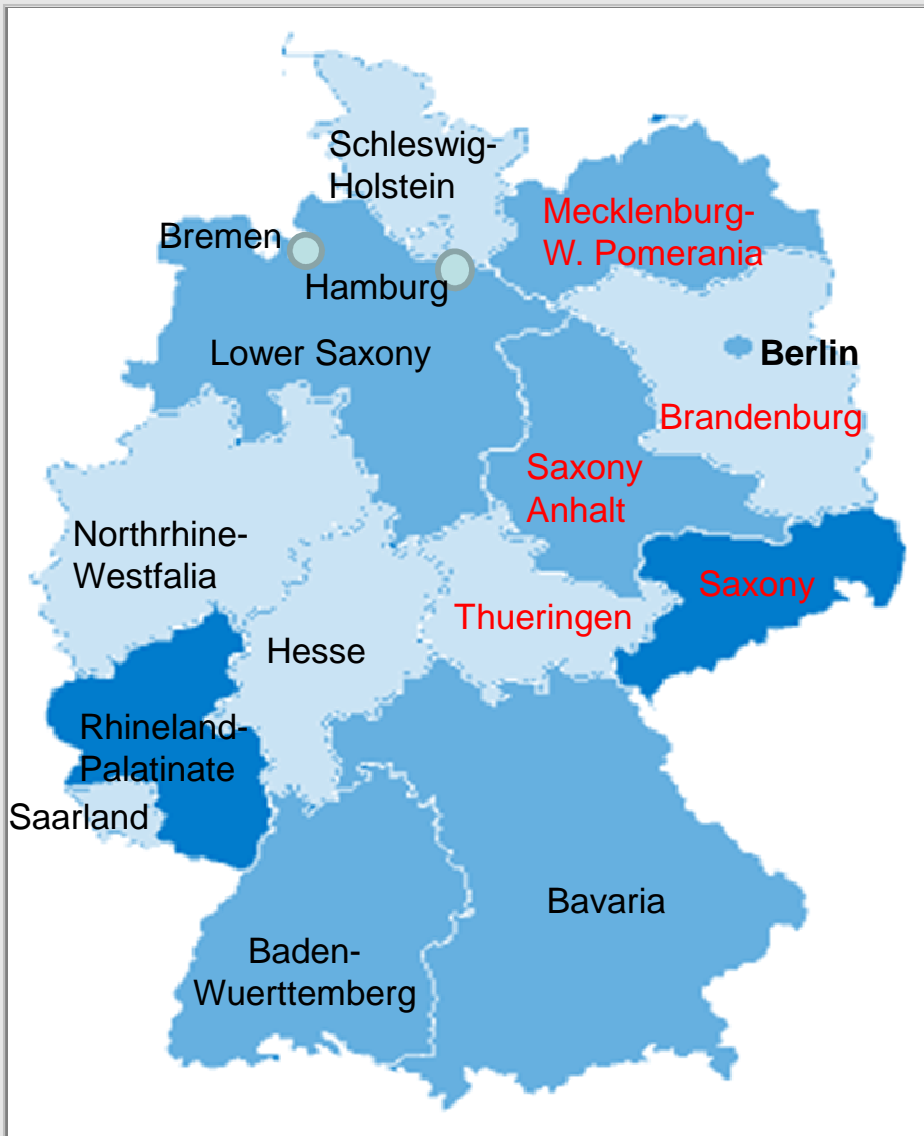 Schleswig-
Holstein
Mecklenburg-
W. Pomerania
Bremen
Hamburg
Lower Saxony
Berlin
Brandenburg
Saxony
Anhalt
Northrhine-
Westfalia
Saxony
Thueringen
Hesse
Rhineland-
Palatinate
Saarland
Bavaria
Baden-
Wuerttemberg